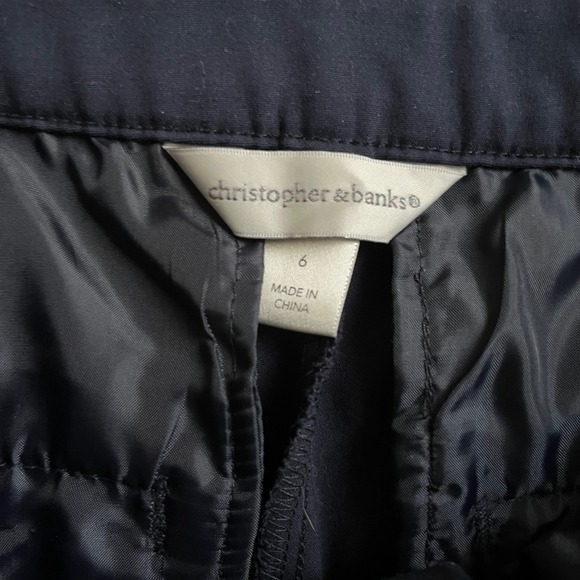 christopher & banks®
6
MADE IN
CHINA